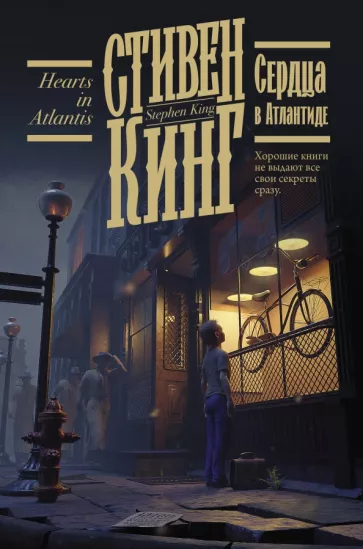 Hearts
in
Atlantis
СТИВЕН
Stephen King
КИНГ
Сердца
в Атлантиде
Хорошие книги
не выдают все
свои секреты
сразу.